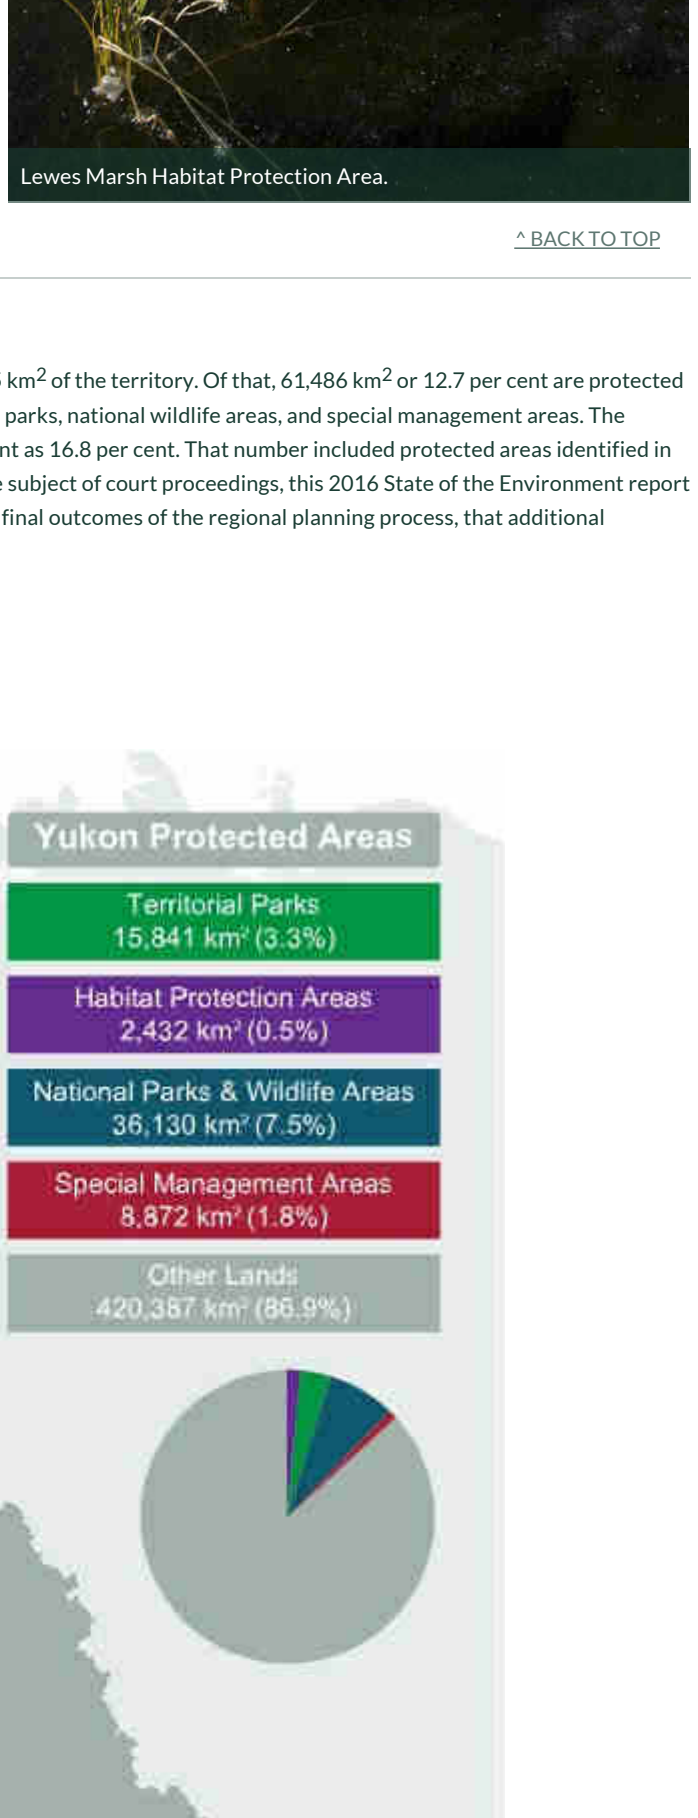 Lewes Marsh Habitat Protection Area.
^ BACK TO TOP
km2 of the territory. Of that, 61,486 km2 or 12.7 per cent are protected
parks, national wildlife areas, and special management areas. The
nt as 16.8 per cent. That number included protected areas identified in
subject of court proceedings, this 2016 State of the Environment report
final outcomes of the regional planning process, that additional
Yukon Protected Areas
Territorial Parks
15,841 km² (3.3%)
Habitat Protection Areas
2,432 km² (0.5%)
National Parks & Wildlife Areas
36,130 km² (7.5%)
Special Management Areas
8,872 km² (1.8%)
Other Lands
420,387 km² (86.9%)